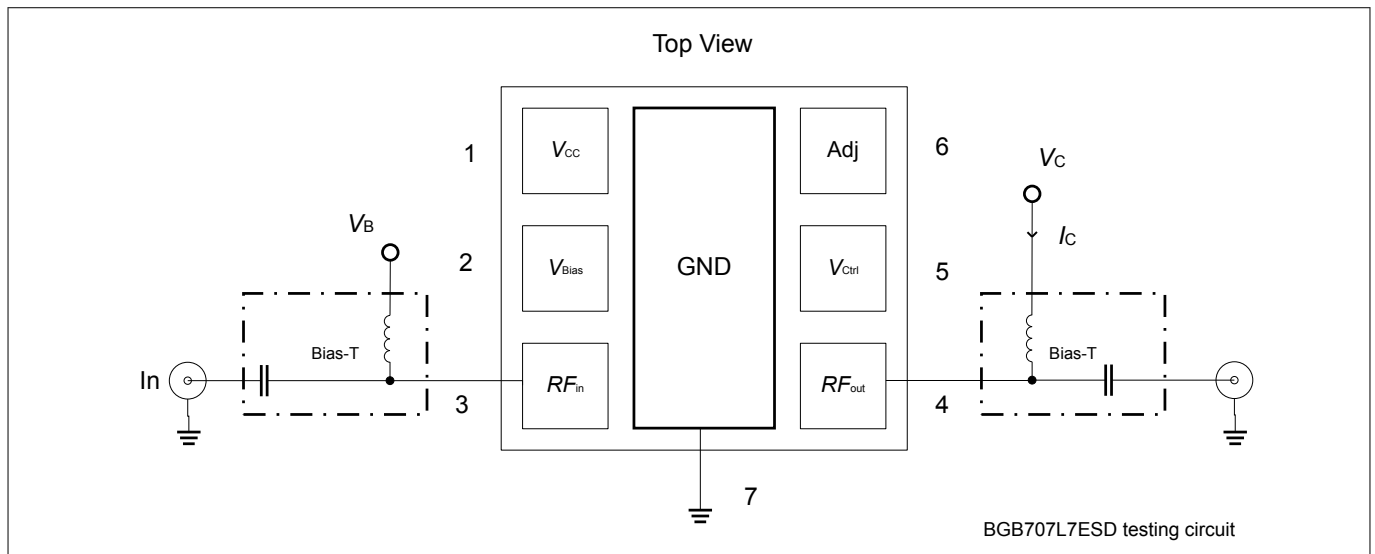 Top View
1
VCC
Adj
6
VC
VB
IC
2
VBias
GND
VCtrl
5
Bias-T
Bias-T
In
RFin
RFout
3
4
7
BGB707L7ESD testing circuit